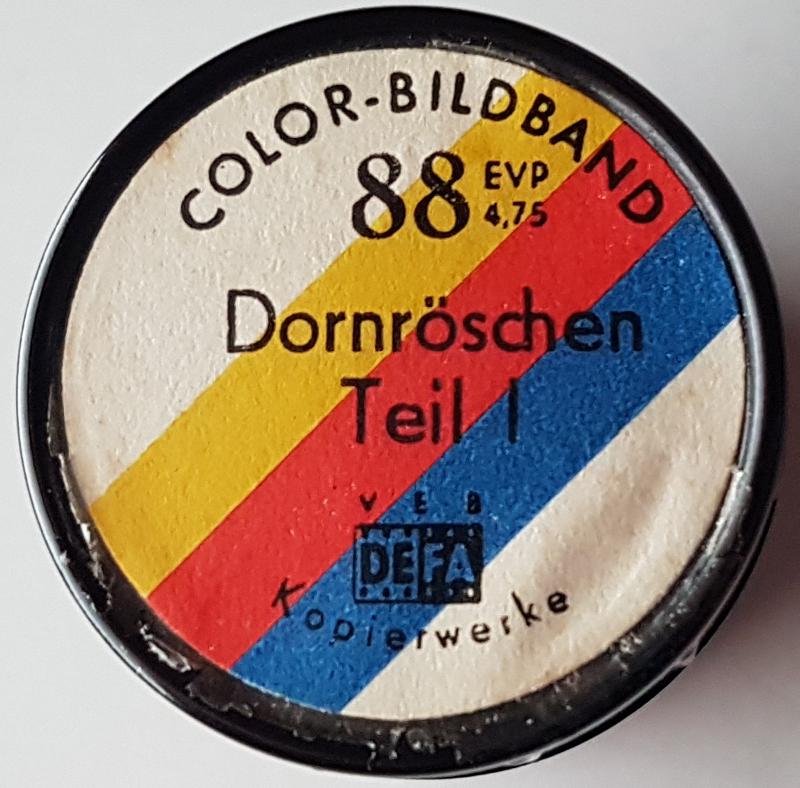 COLOR-BILDBAND
88 EVP
4,75
Dornröschen
Teil I
VEB
DEFA
Kopierwerke